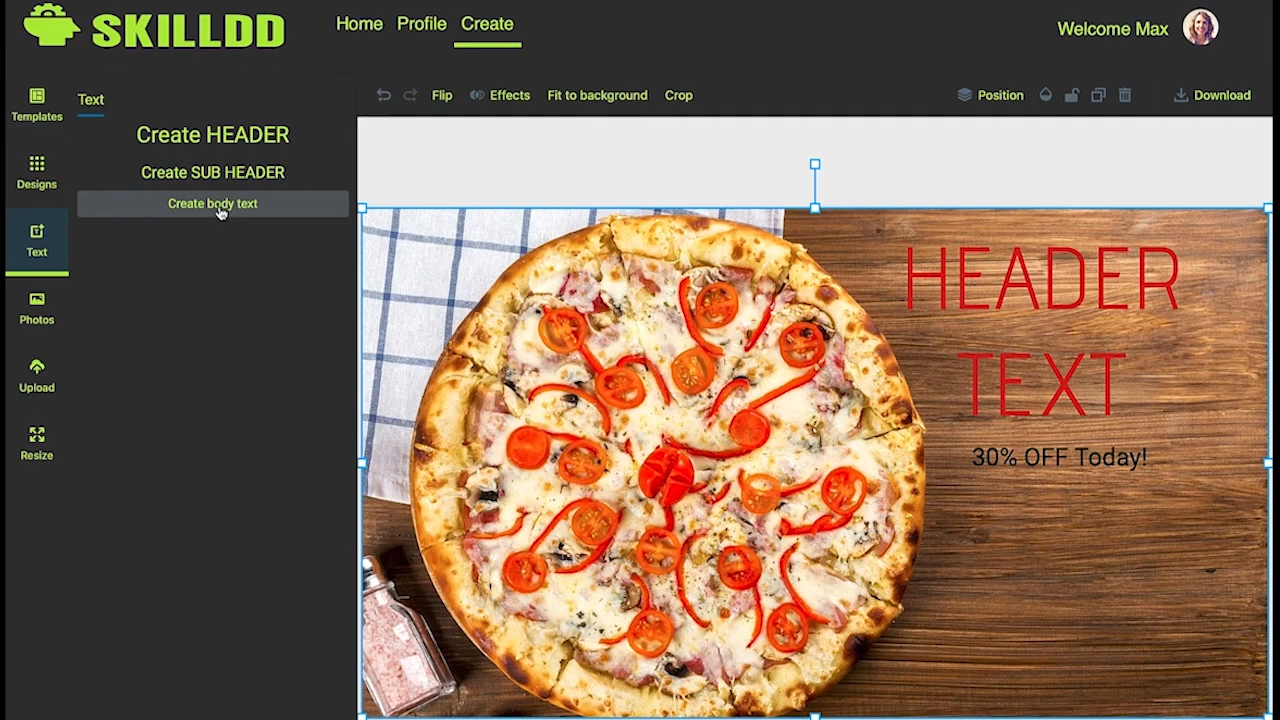 SKILLDD
Home Profile Create
Welcome Max
Templates
Designs
Text
Photos
Upload
Resize
Text
Create HEADER
Create SUB HEADER
Create body text
Flip Effects Fit to background Crop
Position Download
HEADER
TEXT
30% OFF Today!